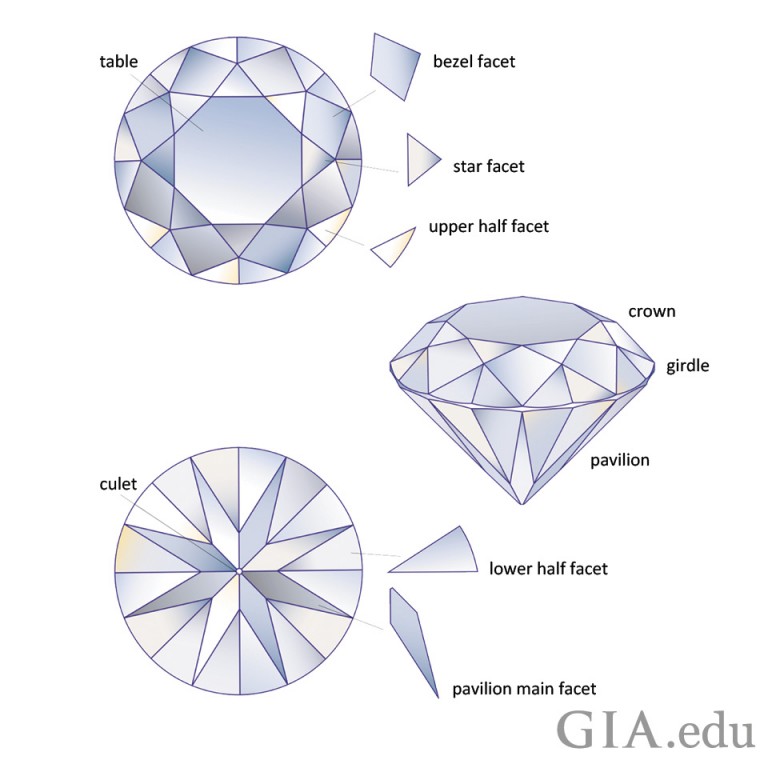 table
bezel facet
star facet
upper half facet
crown
girdle
pavilion
culet
lower half facet
pavilion main facet
GIA.edu